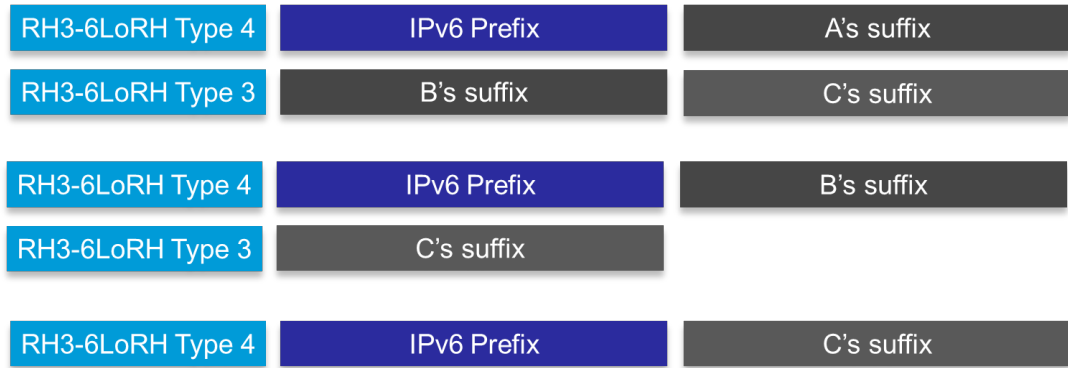 RH3-6LoRH Type 4 IPv6 Prefix A's suffix
RH3-6LoRH Type 3 B's suffix C's suffix
RH3-6LoRH Type 4 IPv6 Prefix B's suffix
RH3-6LoRH Type 3 C's suffix
RH3-6LoRH Type 4 IPv6 Prefix C's suffix